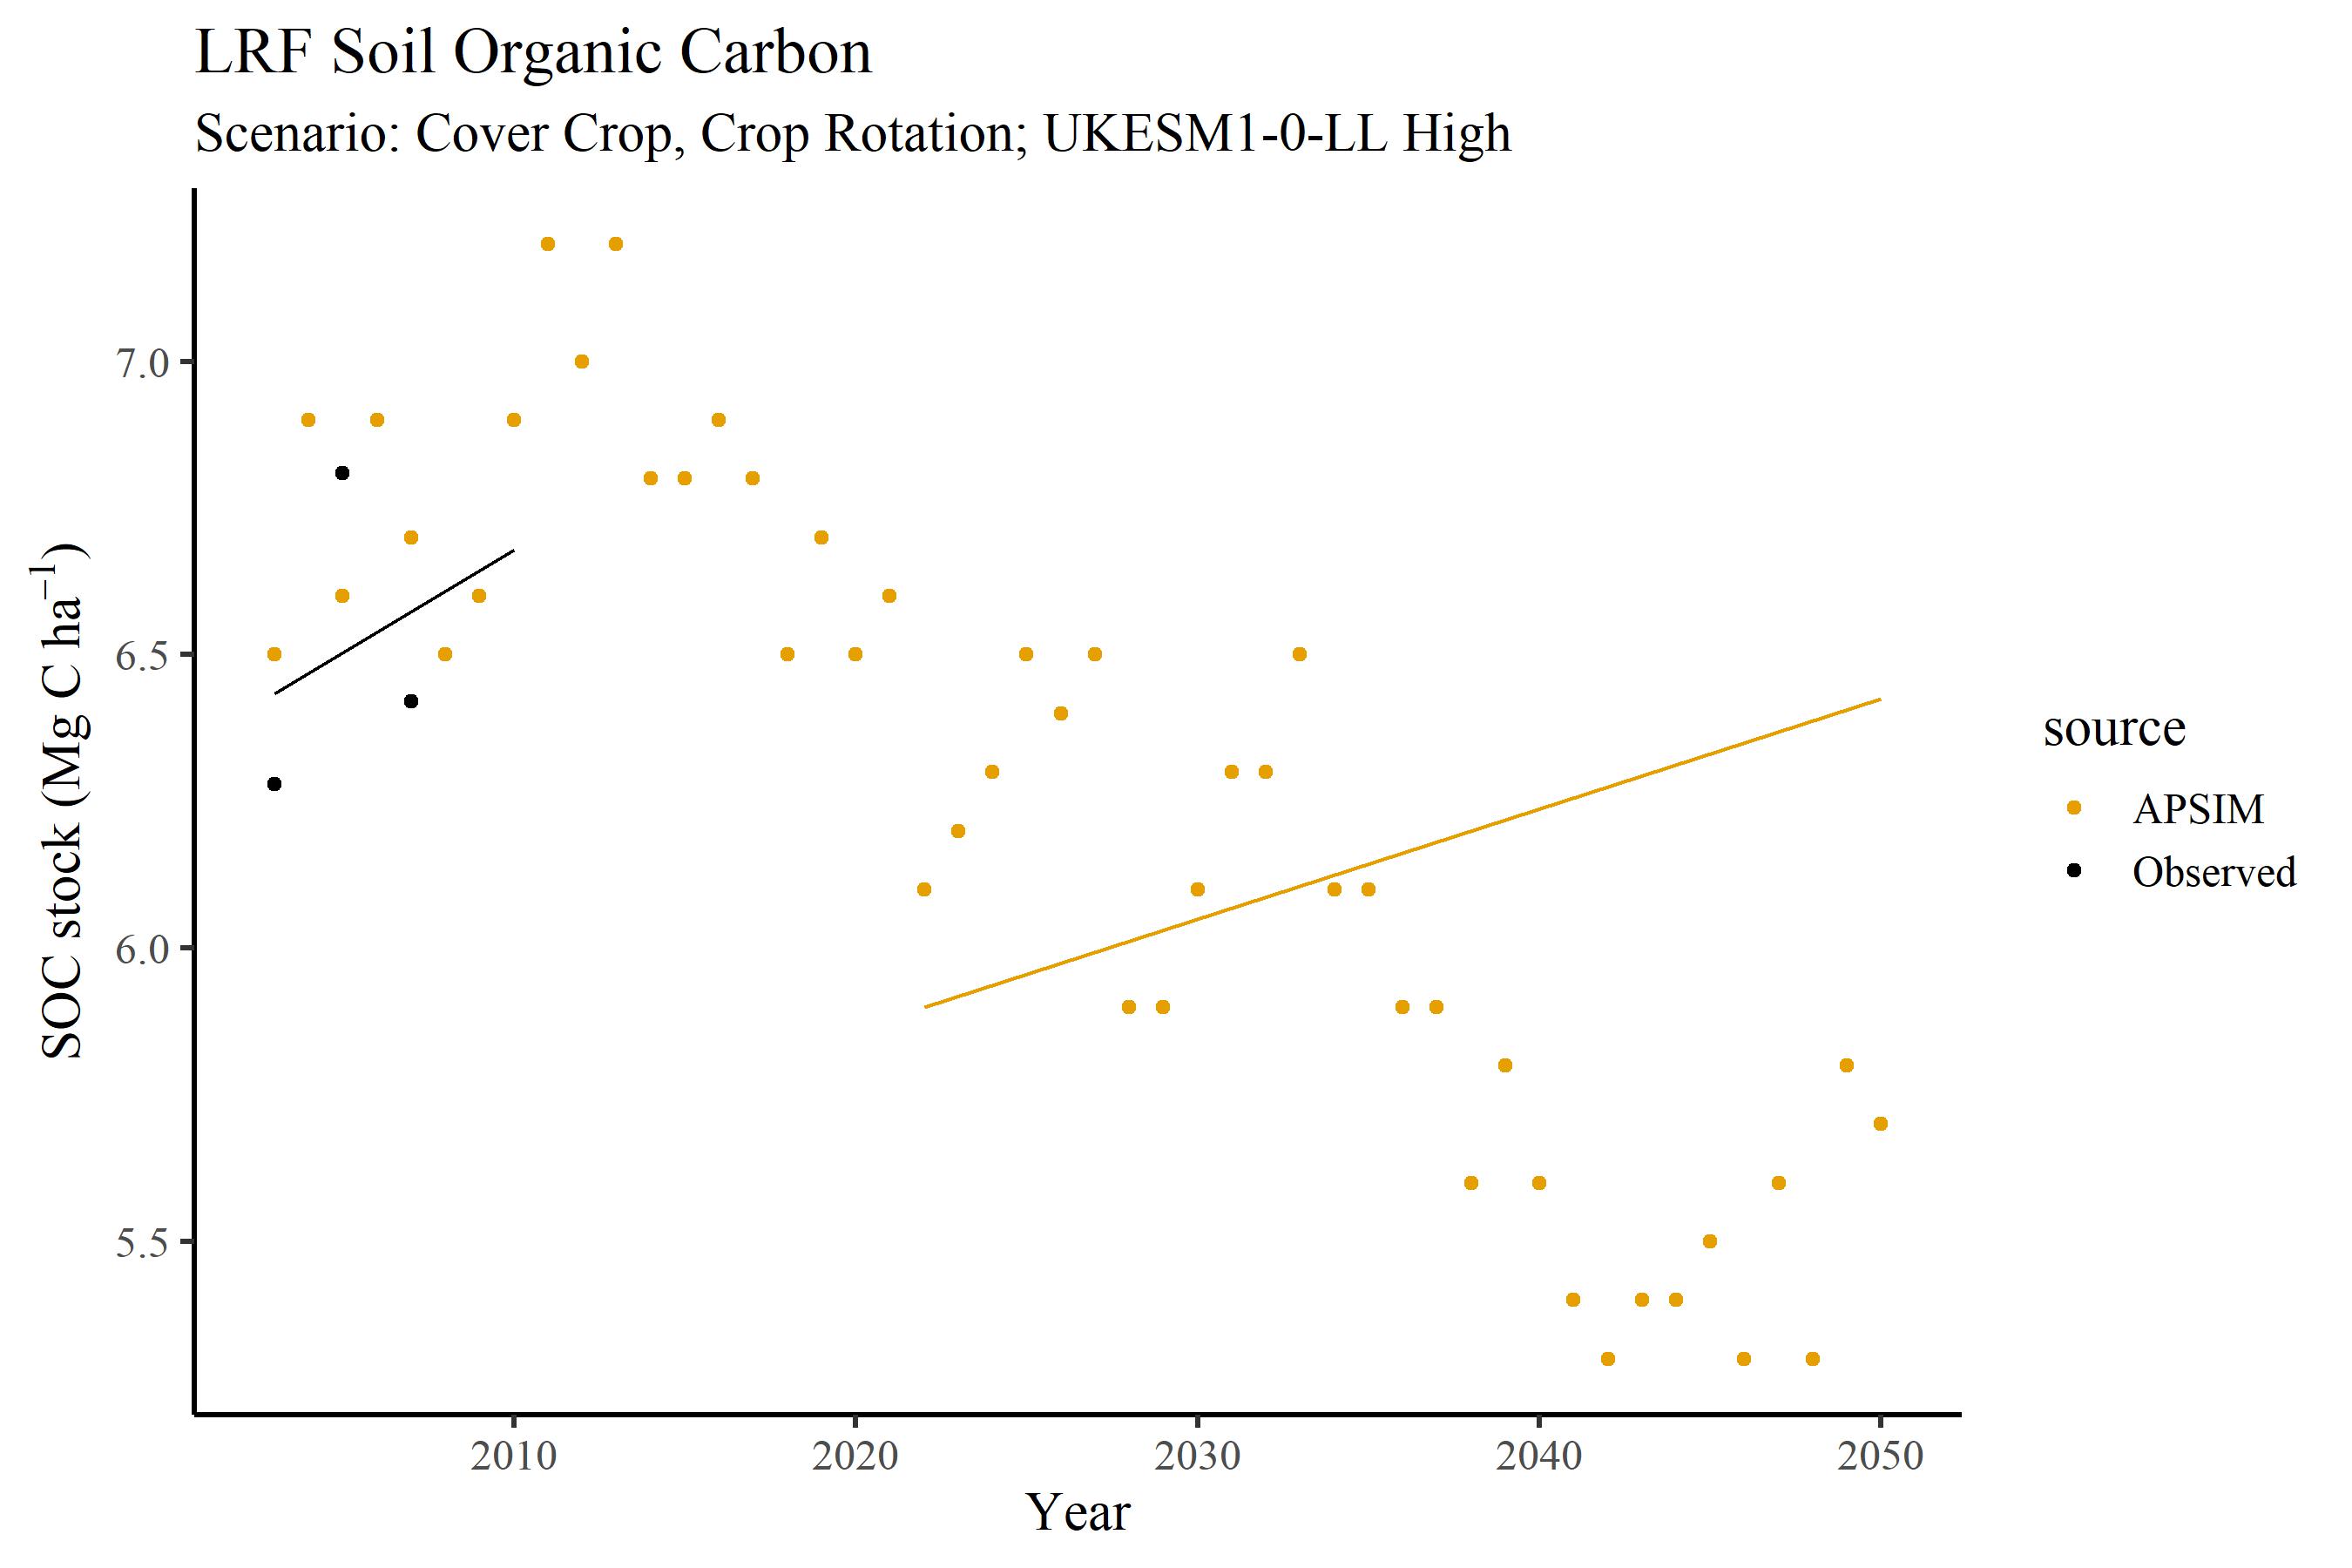 LRF Soil Organic Carbon
Scenario: Cover Crop, Crop Rotation; UKESM1-0-LL High
SOC stock (Mg C ha⁻¹)
7.0
6.5
6.0
5.5
2010 2020 2030 2040 2050
Year
source
APSIM
Observed